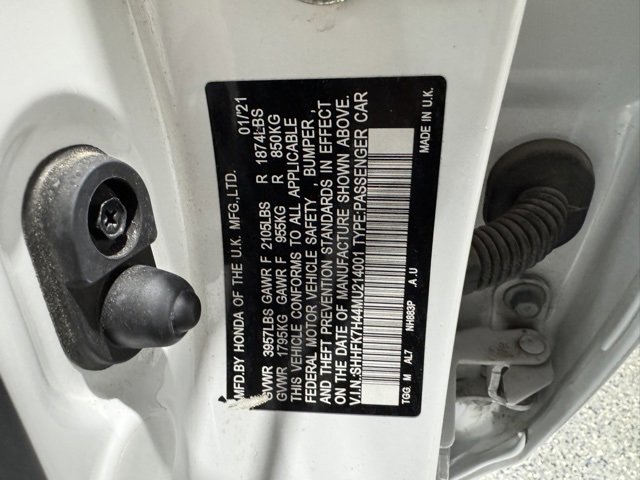 MFD.BY HONDA OF THE U.K. MFG.,LTD. 01/21
GVWR 3957LBS GAWR F 2105LBS R 1874LBS
GVWR 1795KG GAWR F 955KG R 850KG
THIS VEHICLE CONFORMS TO ALL APPLICABLE
FEDERAL MOTOR VEHICLE SAFETY , BUMPER ,
AND THEFT PREVENTION STANDARDS IN EFFECT
ON THE DATE OF MANUFACTURE SHOWN ABOVE.
V.I.N.:SHHFK7H44MU214001 TYPE:PASSENGER CAR
TGG M AL7 NH883P .A .U MADE IN U.K.